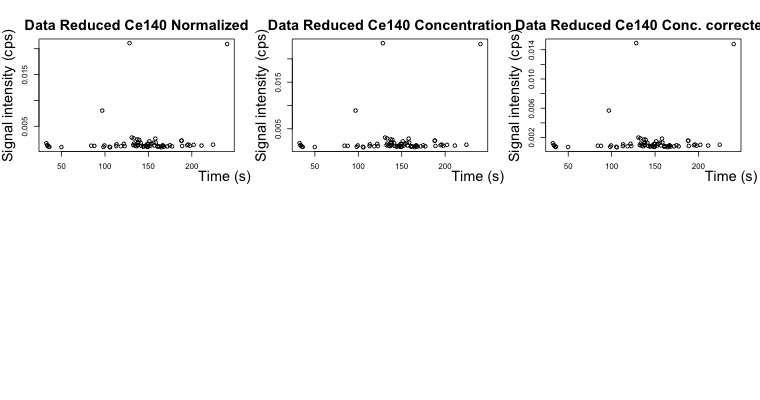 Data Reduced Ce140 Normalized
Signal intensity (cps)
0.015
0.005
50 100 150 200
Time (s)
Data Reduced Ce140 Concentration
Signal intensity (cps)
0.015
0.005
50 100 150 200
Time (s)
Data Reduced Ce140 Conc. correcte
Signal intensity (cps)
0.014
0.010
0.006
0.002
50 100 150 200
Time (s)